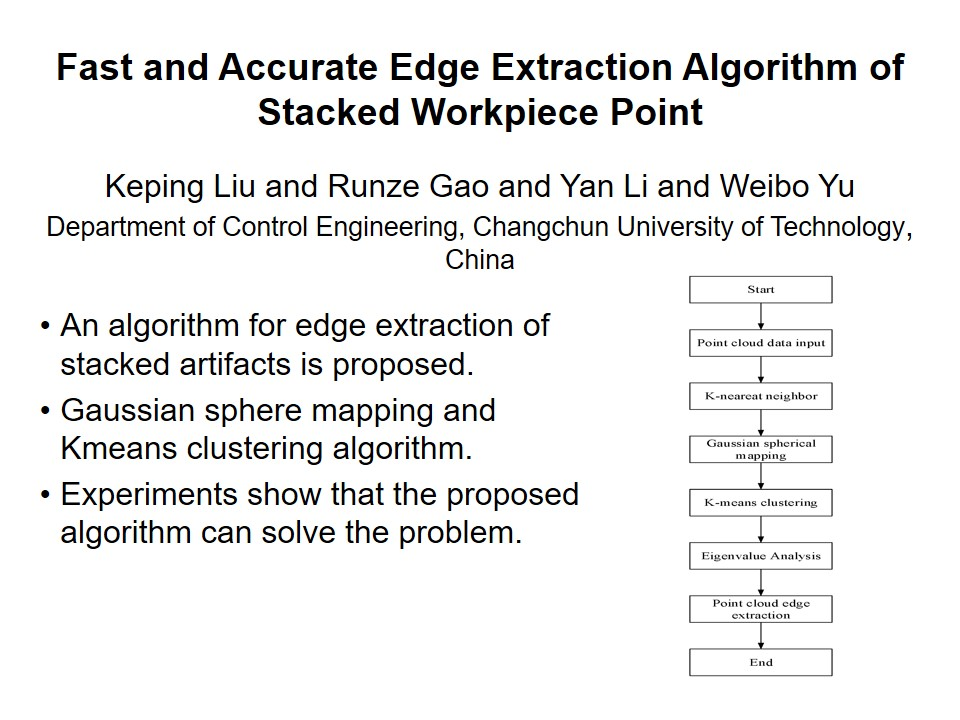 Fast and Accurate Edge Extraction Algorithm of
Stacked Workpiece Point
Keping Liu and Runze Gao and Yan Li and Weibo Yu
Department of Control Engineering, Changchun University of Technology,
China
• An algorithm for edge extraction of
stacked artifacts is proposed.
• Gaussian sphere mapping and
Kmeans clustering algorithm.
• Experiments show that the proposed
algorithm can solve the problem.
Start
Point cloud data input
K-neareat neighbor
Gaussian spherical
mapping
K-means clustering
Eigenvalue Analysis
Point cloud edge
extraction
End